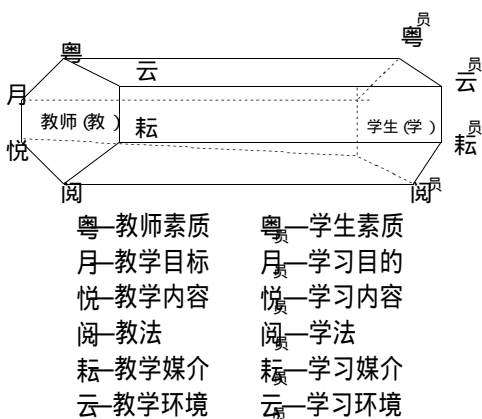 粤 粤员
云 云员
月
教师(教) 耘 学生(学) 耘员
悦
阅 阅员
粤—教师素质 粤员—学生素质
月—教学目标 月员—学习目的
悦—教学内容 悦员—学习内容
阅—教法 阅员—学法
耘—教学媒介 耘员—学习媒介
云—教学环境 云员—学习环境